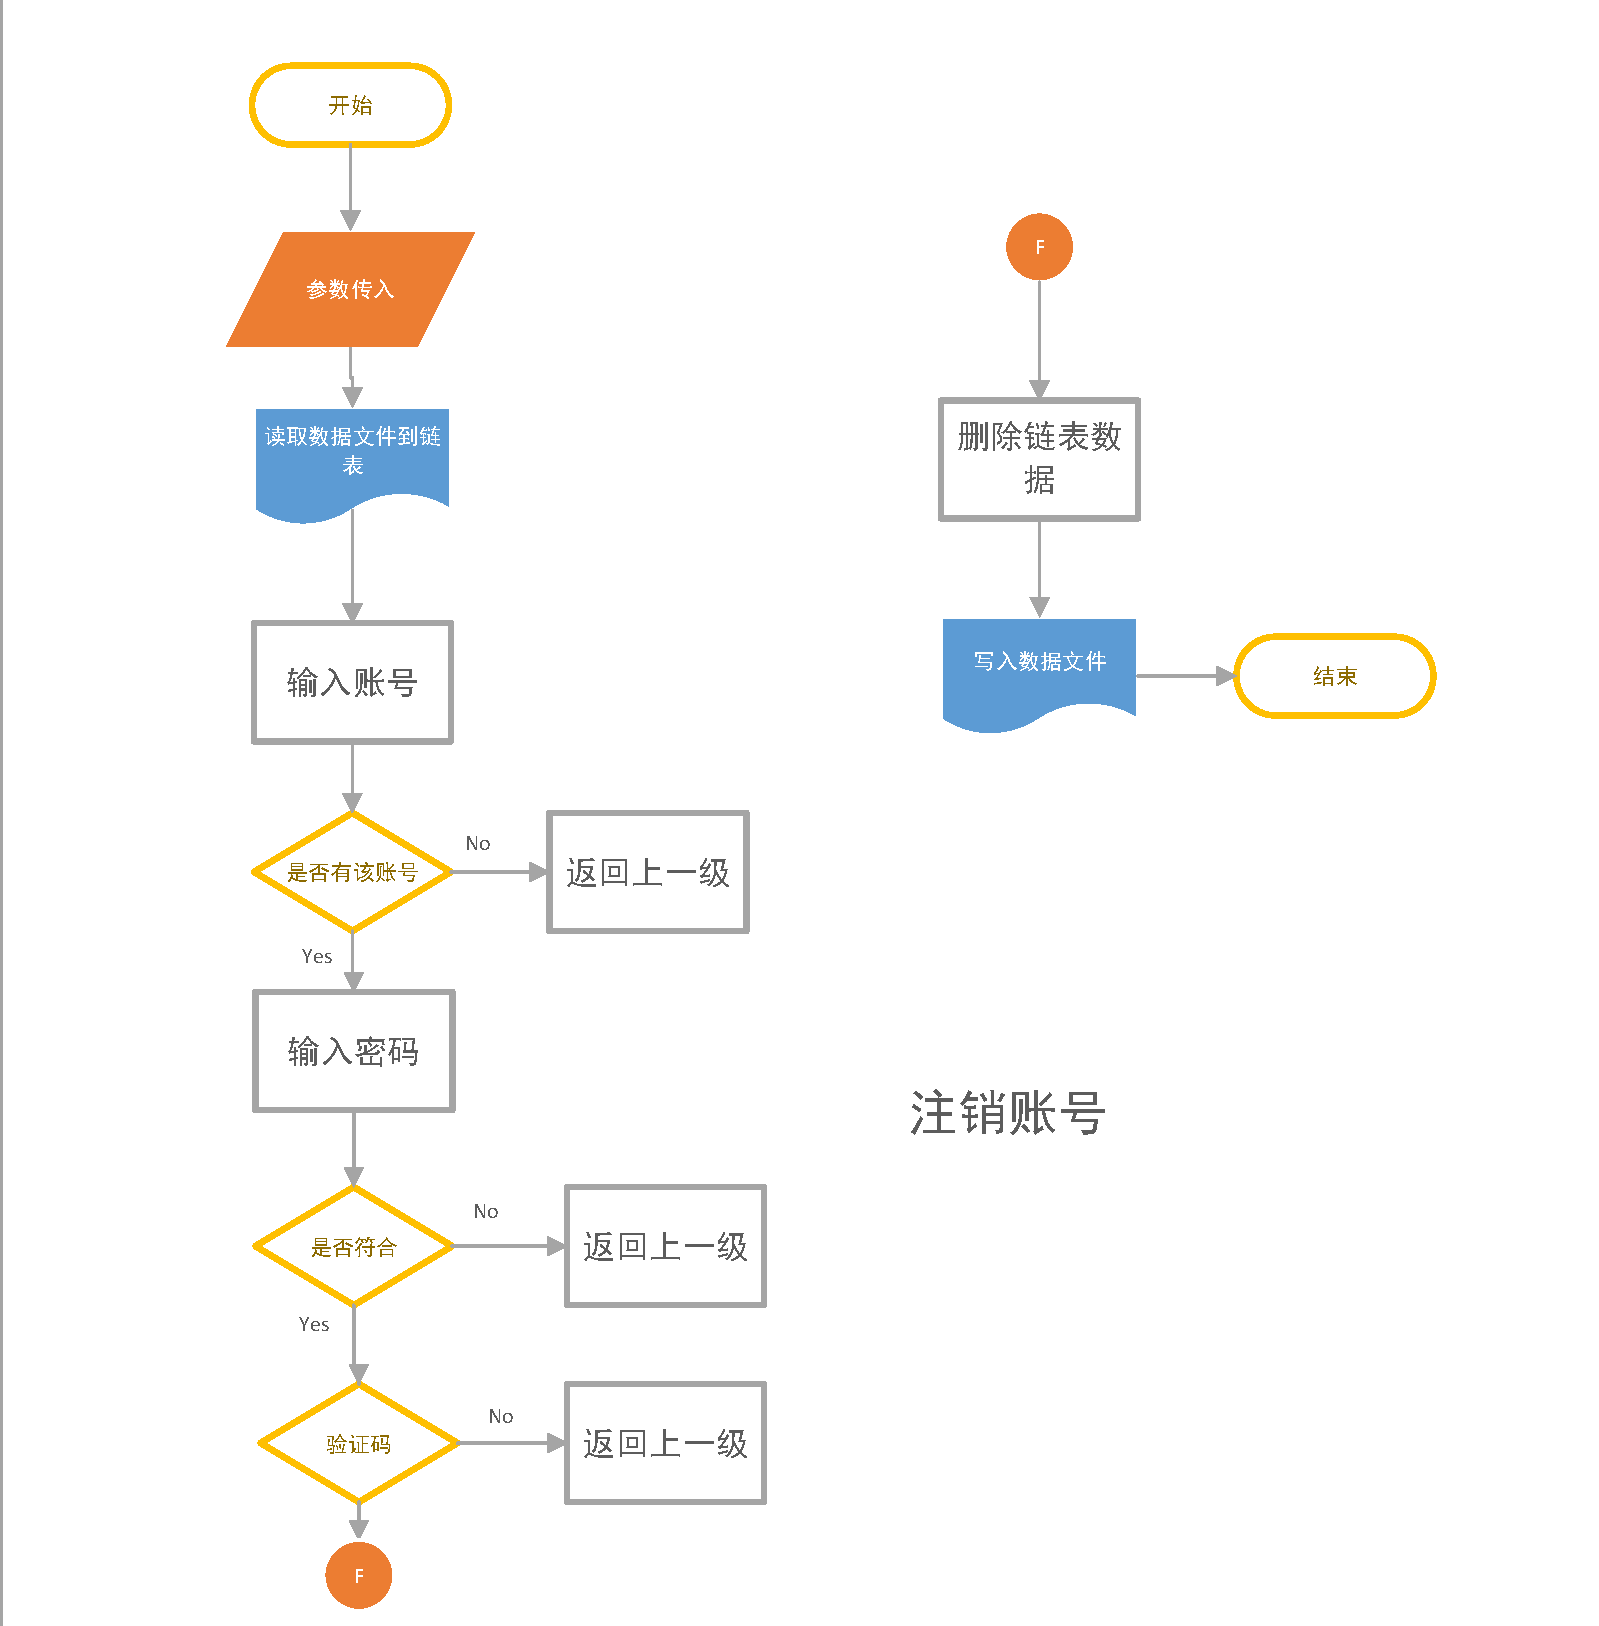 开始
参数传入
读取数据文件到链
表
输入账号
是否有该账号
No
返回上一级
Yes
输入密码
是否符合
No
返回上一级
Yes
验证码
No
返回上一级
F
F
删除链表数
据
写入数据文件
结束
注销账号